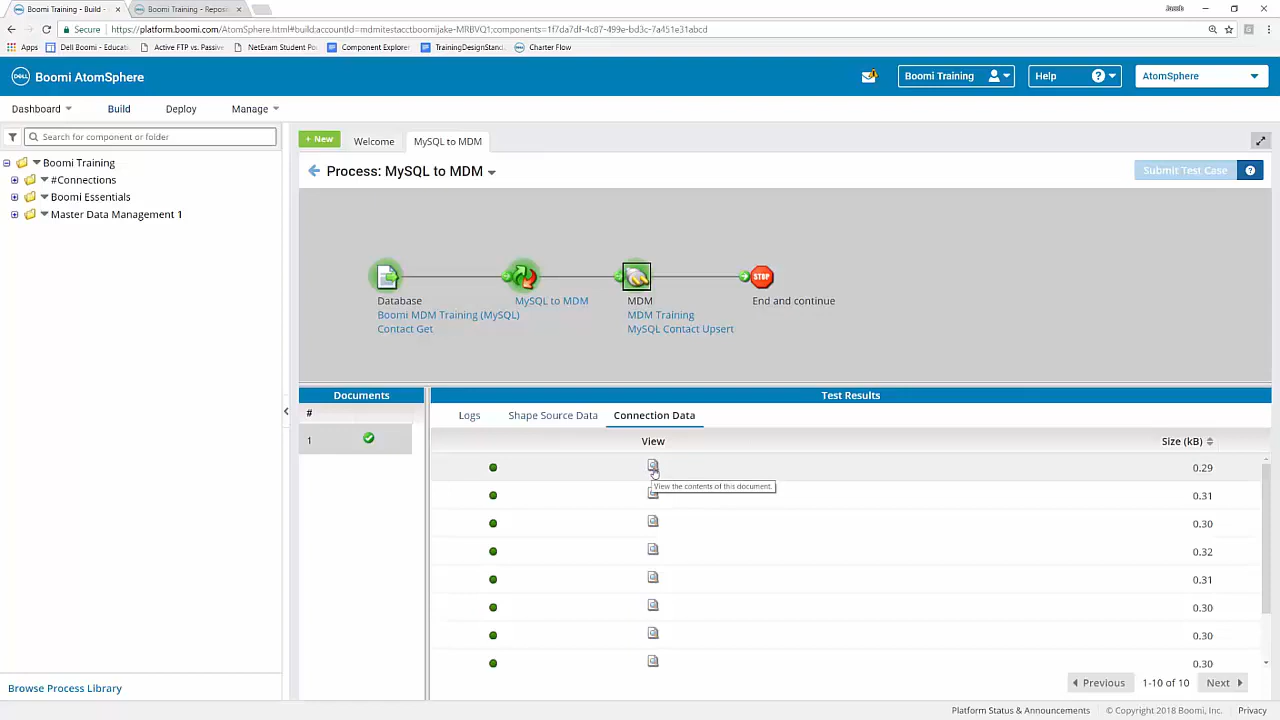 Boomi Training - Build -
Boomi Training - Reposi
Secure
https://platform.boomi.com/AtomSphere.html#build;accountId=mdmitestacctboomijake-MRBVQ1;components=1f7da7df-4c87-499e-bd3c-7a451e31abcd
Apps
Dell Boomi - Educati
Active FTP vs. Passive
NetExam Student Po
Component Explorer
TrainingDesignStand
Charter Flow
DELL Boomi AtomSphere
Boomi Training
Help
AtomSphere
Dashboard
Build
Deploy
Manage
Search for component or folder
+ New
Welcome
MySQL to MDM
Boomi Training
#Connections
Boomi Essentials
Master Data Management 1
Process: MySQL to MDM
Submit Test Case
STOP
Database
Boomi MDM Training (MySQL)
Contact Get
MySQL to MDM
MDM
MDM Training
MySQL Contact Upsert
End and continue
Documents
Test Results
#
1
Logs
Shape Source Data
Connection Data
View
Size (kB)
0.29
View the contents of this document.
0.31
0.30
0.32
0.31
0.30
0.30
0.30
Previous
1-10 of 10
Next
Browse Process Library
Platform Status & Announcements
© Copyright 2018 Boomi, Inc.
Privacy